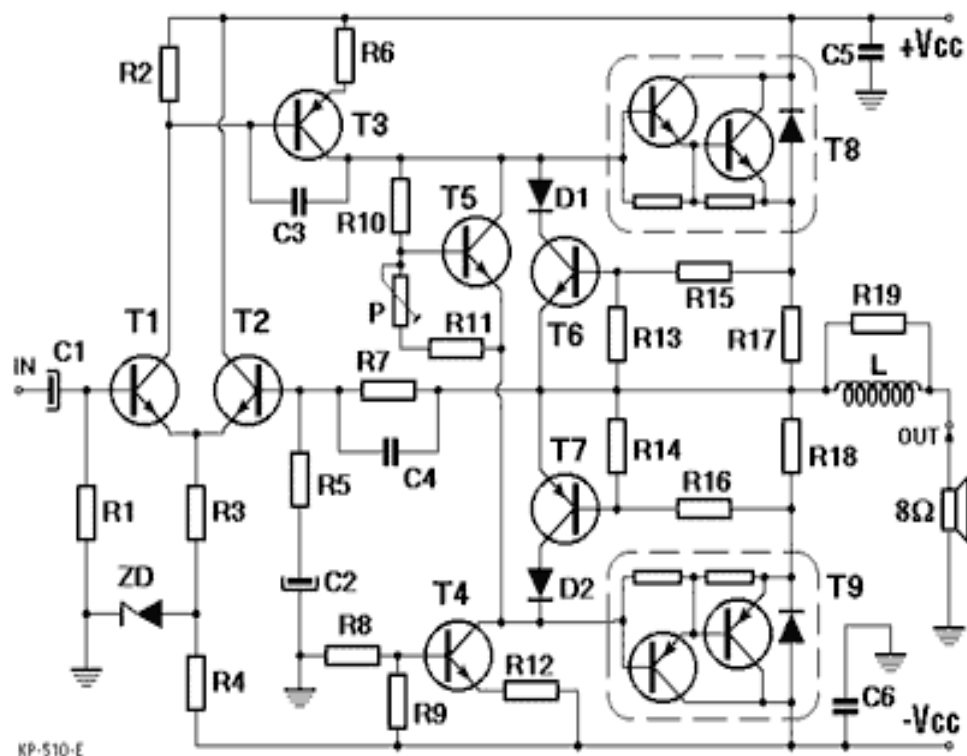 R2
R6
C5
+Vcc
T3
T8
C3
R10
T5
D1
P
R11
T6
R15
R13
R17
R19
L
IN
C1
T1
T2
R7
C4
R5
R1
R3
ZD
C2
R4
T7
R14
R16
R18
OUT
8Ω
D2
T9
T4
R8
R9
R12
C6
-Vcc
KP-510-E